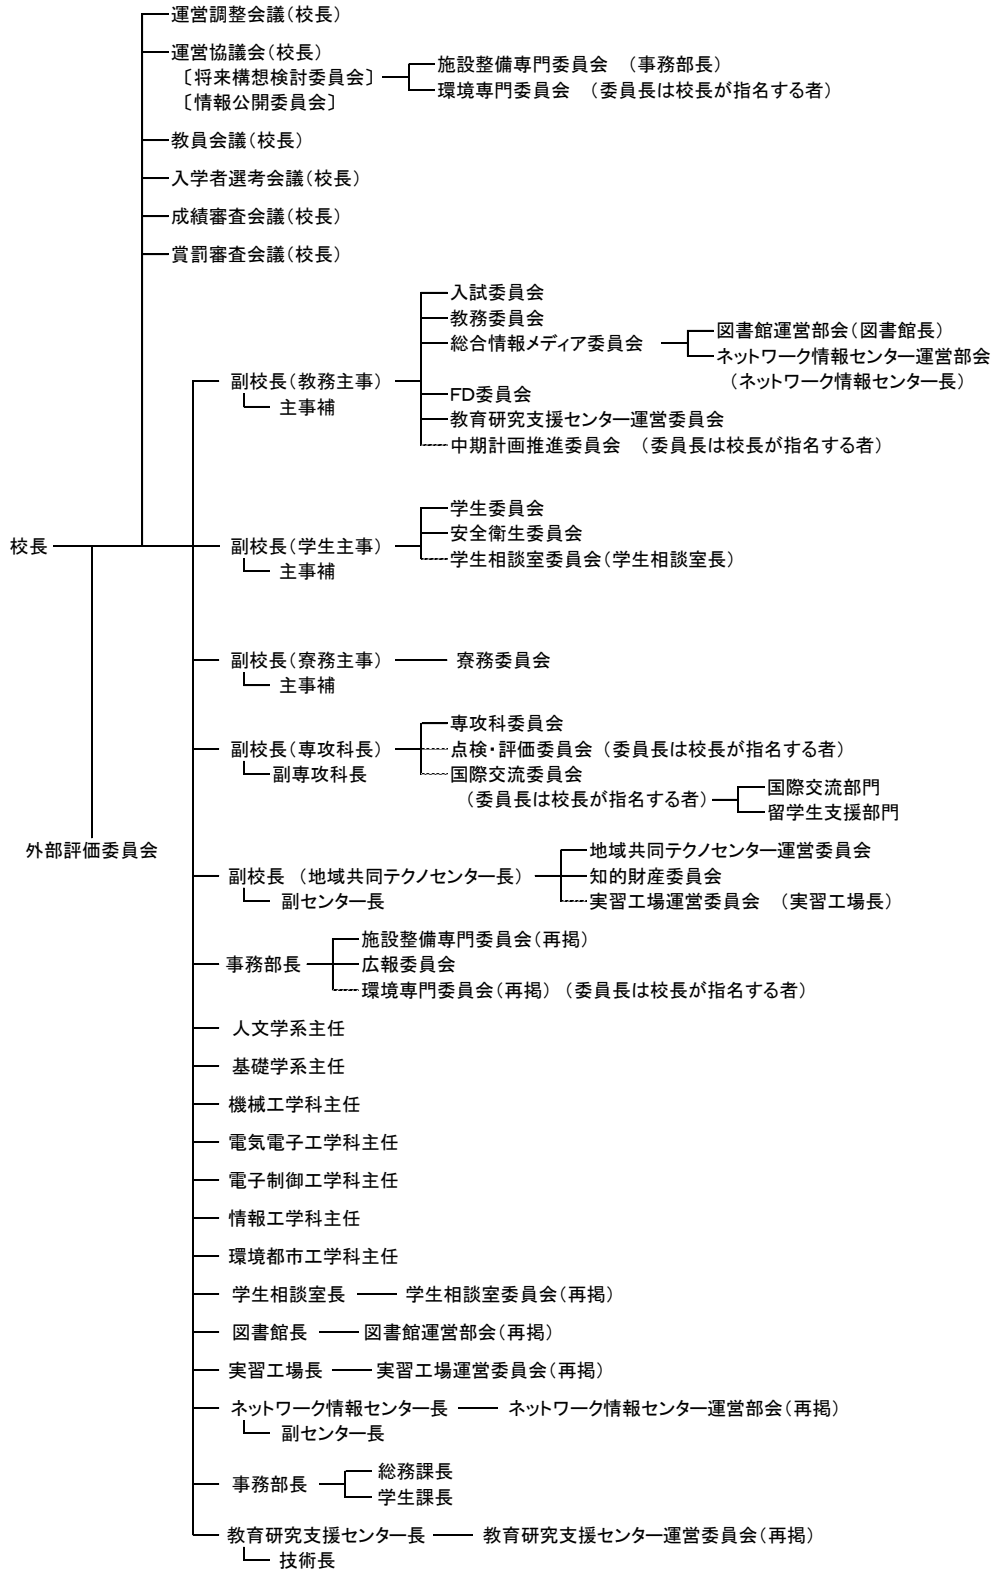 運営調整会議（校長）
運営協議会（校長）
〔将来構想検討委員会〕
〔情報公開委員会〕
施設整備専門委員会　（事務部長）
環境専門委員会　（委員長は校長が指名する者）
教員会議（校長）
入学者選考会議（校長）
成績審査会議（校長）
賞罰審査会議（校長）
副校長（教務主事）
主事補
入試委員会
教務委員会
総合情報メディア委員会
図書館運営部会（図書館長）
ネットワーク情報センター運営部会
（ネットワーク情報センター長）
FD委員会
教育研究支援センター運営委員会
中期計画推進委員会　（委員長は校長が指名する者）
校長
副校長（学生主事）
主事補
学生委員会
安全衛生委員会
学生相談室委員会（学生相談室長）
副校長（寮務主事）
主事補
寮務委員会
副校長（専攻科長）
副専攻科長
専攻科委員会
点検・評価委員会　（委員長は校長が指名する者）
国際交流委員会
（委員長は校長が指名する者）
国際交流部門
留学生支援部門
外部評価委員会
副校長　（地域共同テクノセンター長）
副センター長
地域共同テクノセンター運営委員会
知的財産委員会
実習工場運営委員会　（実習工場長）
事務部長
施設整備専門委員会（再掲）
広報委員会
環境専門委員会（再掲）　（委員長は校長が指名する者）
人文学系主任
基礎学系主任
機械工学科主任
電気電子工学科主任
電子制御工学科主任
情報工学科主任
環境都市工学科主任
学生相談室長
学生相談室委員会（再掲）
図書館長
図書館運営部会（再掲）
実習工場長
実習工場運営委員会（再掲）
ネットワーク情報センター長
ネットワーク情報センター運営部会（再掲）
副センター長
事務部長
総務課長
学生課長
教育研究支援センター長
教育研究支援センター運営委員会（再掲）
技術長